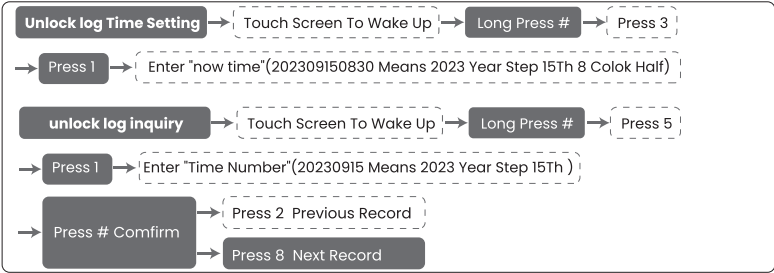 Unlock log Time Setting Touch Screen To Wake Up Long Press # Press 3
Press 1 Enter "now time"(202309150830 Means 2023 Year Step 15Th 8 Colok Half)
unlock log inquiry Touch Screen To Wake Up Long Press # Press 5
Press 1 Enter "Time Number"(20230915 Means 2023 Year Step 15Th )
Press 2 Previous Record
Press # Comfirm
Press 8 Next Record